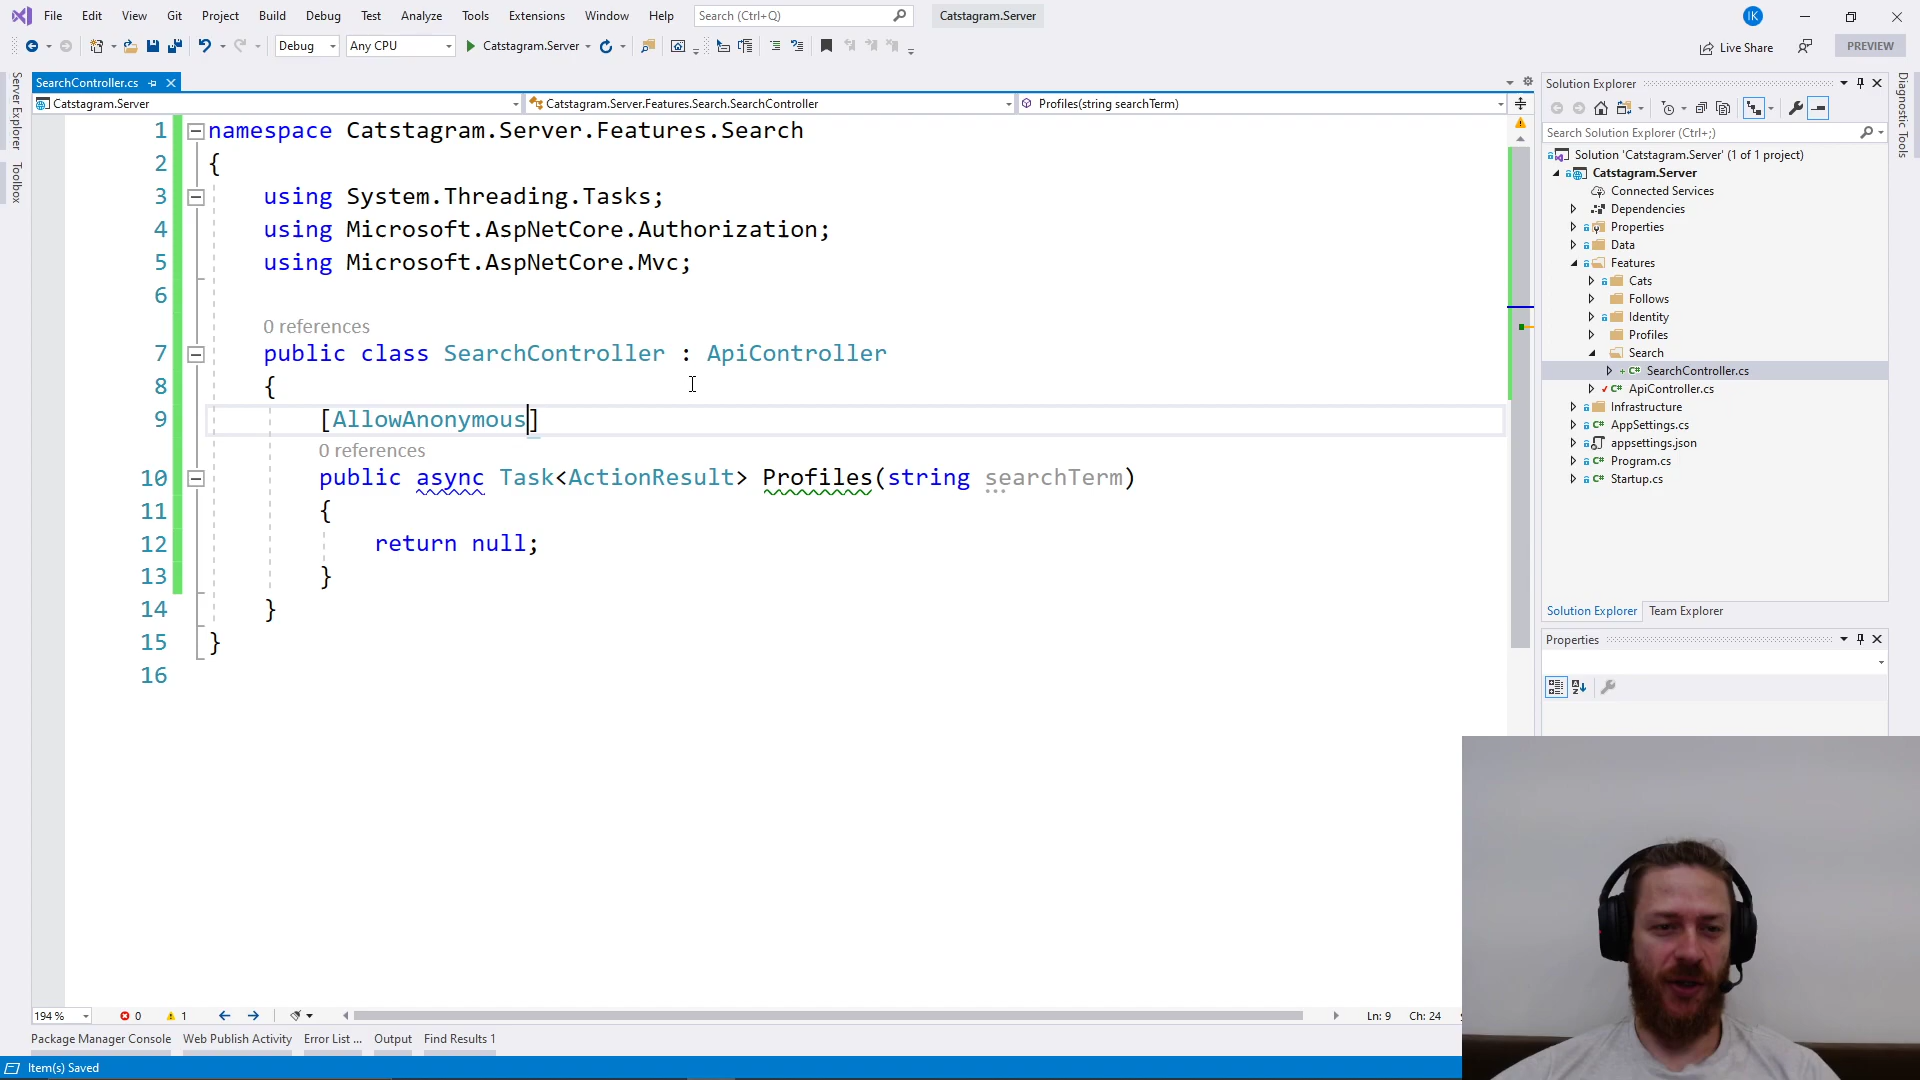 File Edit View Git Project Build Debug Test Analyze Tools Extensions Window Help Search (Ctrl+Q) Catstagram.Server IK
Debug Any CPU Catstagram.Server Live Share PREVIEW
SearchController.cs
Catstagram.Server Catstagram.Server.Features.Search.SearchController Profiles(string searchTerm)
Server Explorer
Toolbox
1 namespace Catstagram.Server.Features.Search
2 {
3 using System.Threading.Tasks;
4 using Microsoft.AspNetCore.Authorization;
5 using Microsoft.AspNetCore.Mvc;
6
0 references
7 public class SearchController : ApiController
8 {
9 [AllowAnonymous]
0 references
10 public async Task<ActionResult> Profiles(string searchTerm)
11 {
12 return null;
13 }
14 }
15 }
16
194 % 0 1 Ln: 9 Ch: 24
Package Manager Console Web Publish Activity Error List ... Output Find Results 1
Item(s) Saved
Solution Explorer
Search Solution Explorer (Ctrl+;)
Solution 'Catstagram.Server' (1 of 1 project)
Catstagram.Server
Connected Services
Dependencies
Properties
Data
Features
Cats
Follows
Identity
Profiles
Search
C# SearchController.cs
C# ApiController.cs
Infrastructure
C# AppSettings.cs
appsettings.json
C# Program.cs
C# Startup.cs
Solution Explorer Team Explorer
Properties
Diagnostic Tools